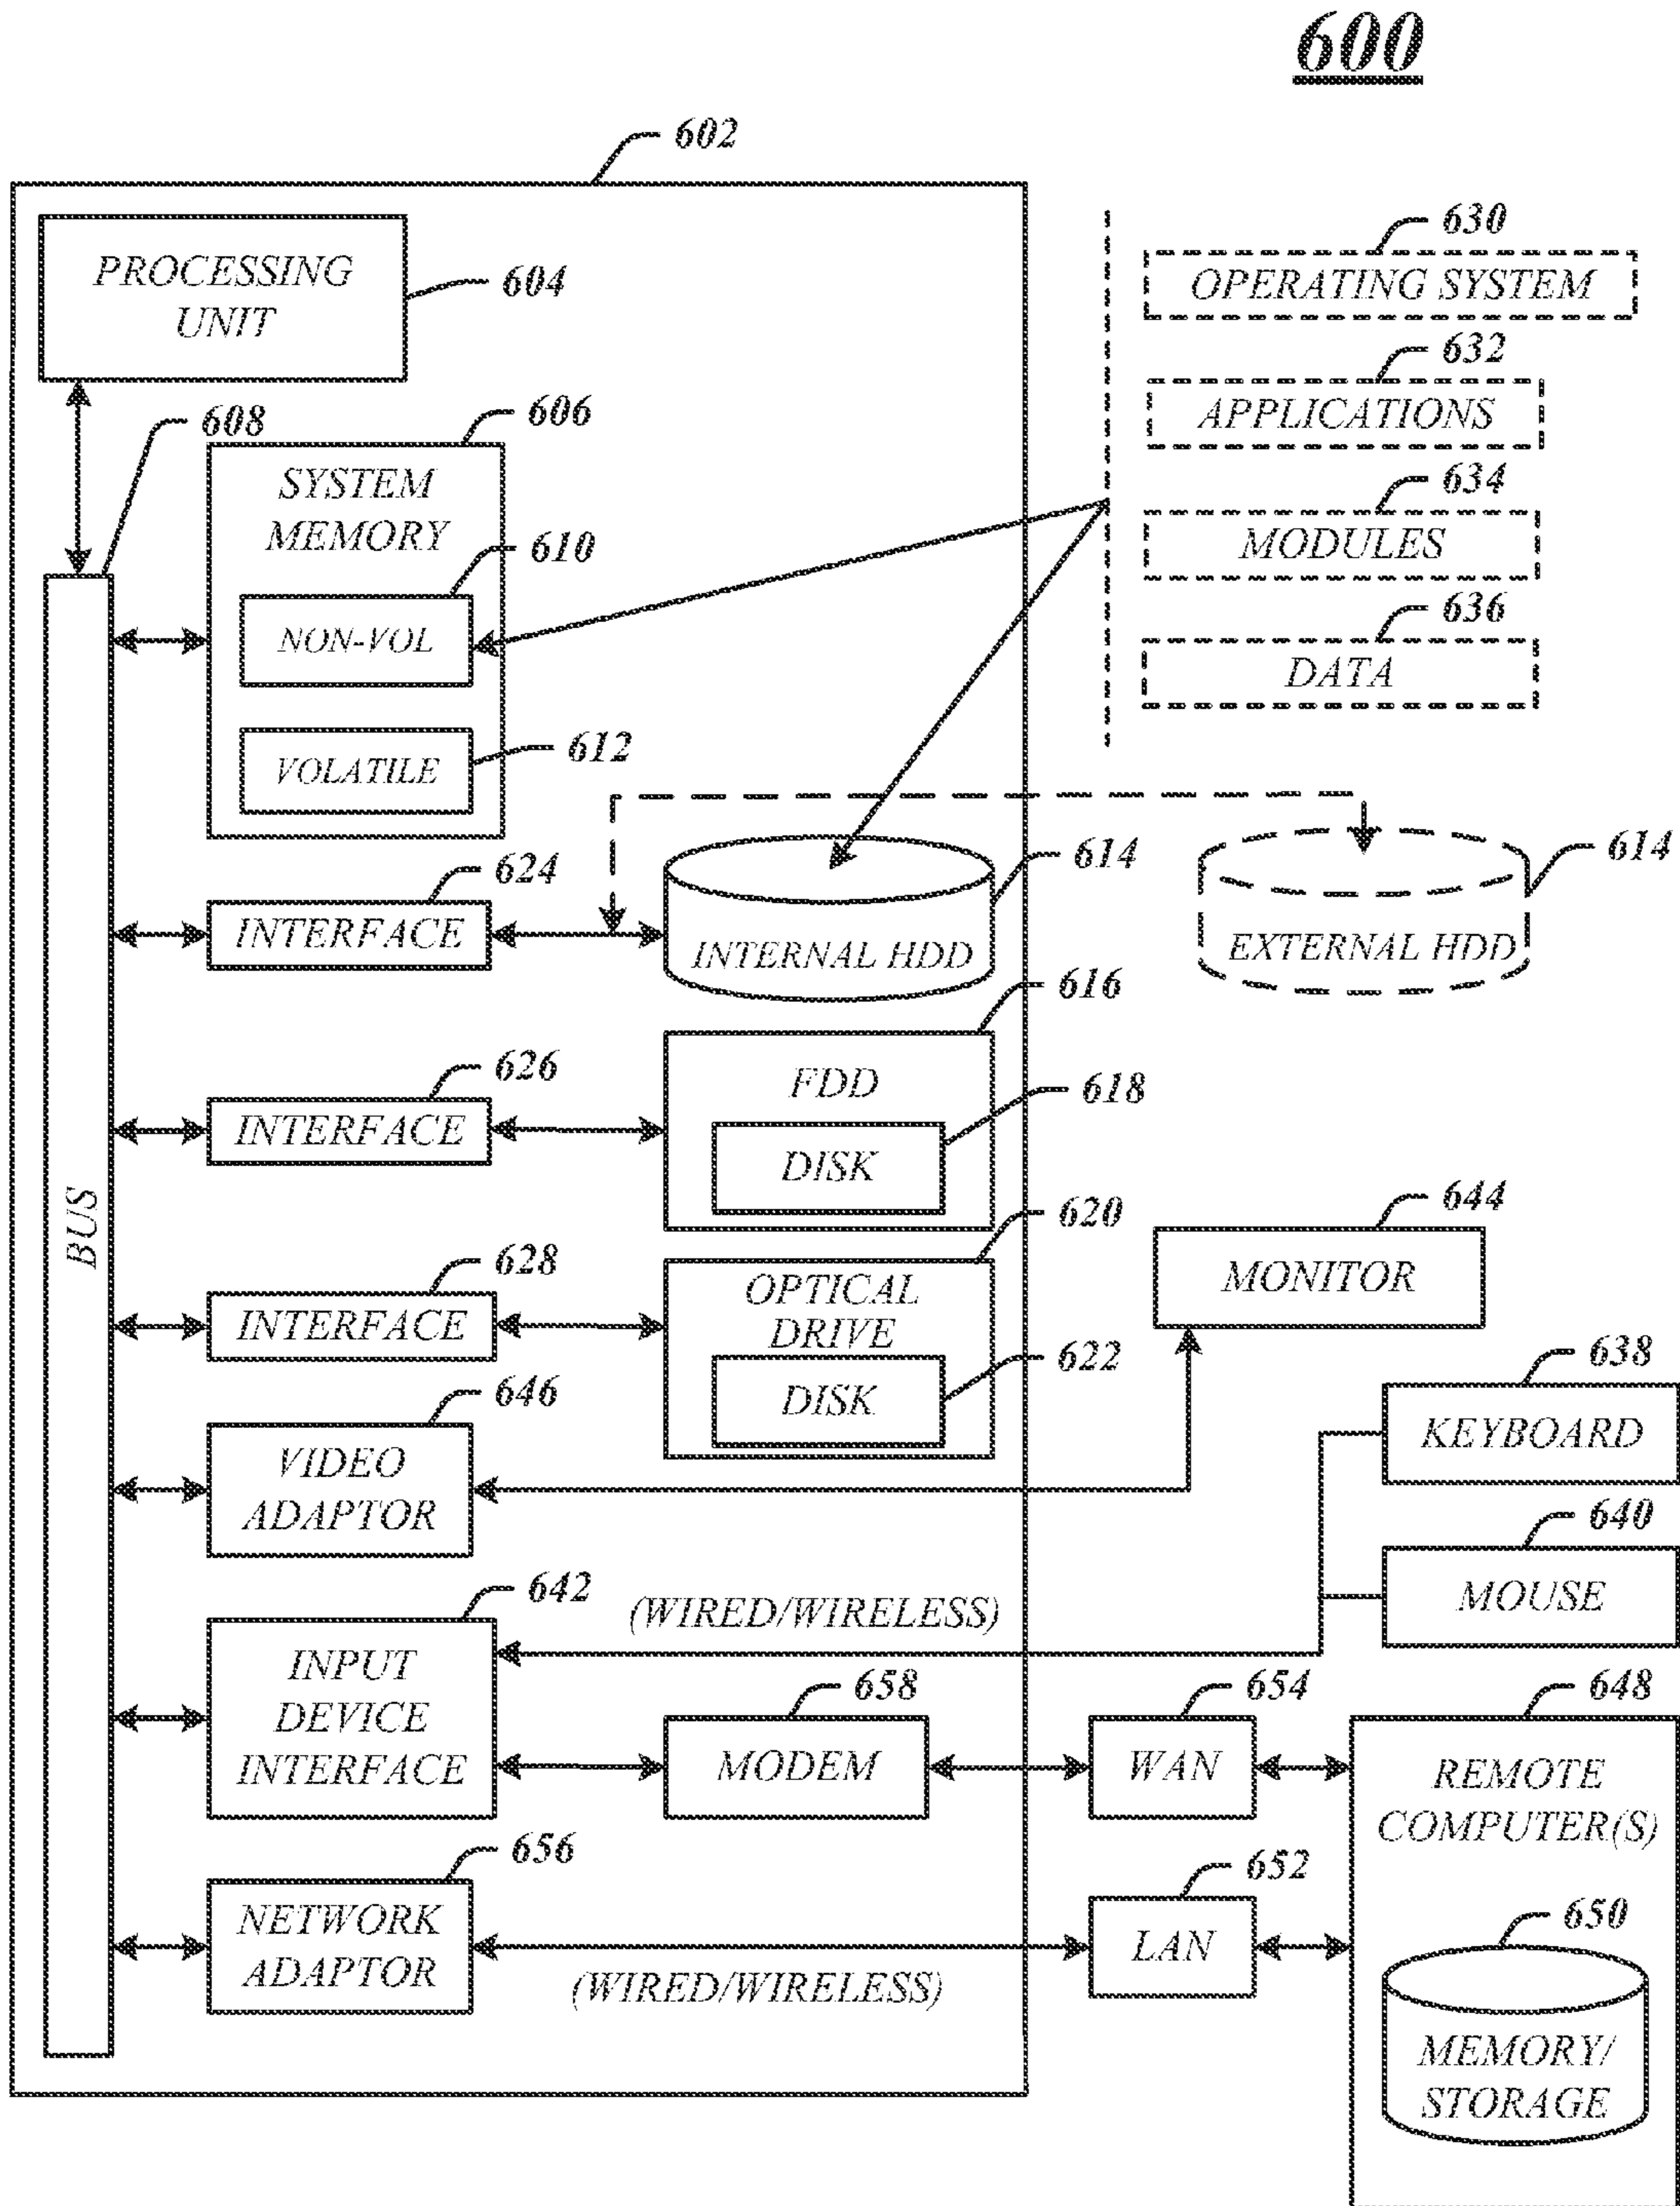 600
602
PROCESSING
UNIT
604
630
OPERATING SYSTEM
632
APPLICATIONS
634
MODULES
636
DATA
608
606
SYSTEM
MEMORY
610
NON-VOL
612
VOLATILE
624
INTERFACE
614
INTERNAL HDD
614
EXTERNAL HDD
616
626
INTERFACE
FDD
618
DISK
BUS
620
628
INTERFACE
OPTICAL
DRIVE
622
DISK
644
MONITOR
638
KEYBOARD
646
VIDEO
ADAPTOR
640
MOUSE
642
(WIRED/WIRELESS)
INPUT
DEVICE
INTERFACE
658
MODEM
654
WAN
648
REMOTE
COMPUTER(S)
656
NETWORK
ADAPTOR
(WIRED/WIRELESS)
652
LAN
650
MEMORY/
STORAGE